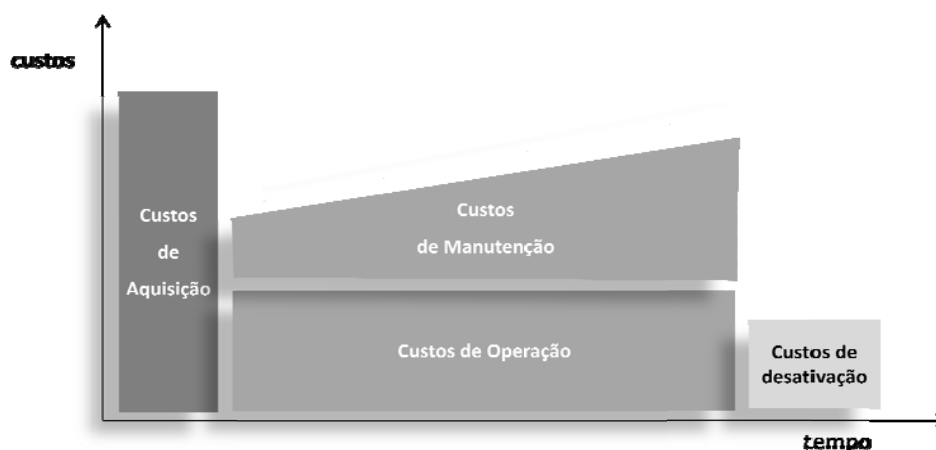 custos
Custos
de
Aquisição
Custos
de Manutenção
Custos de Operação
Custos de
desativação
tempo